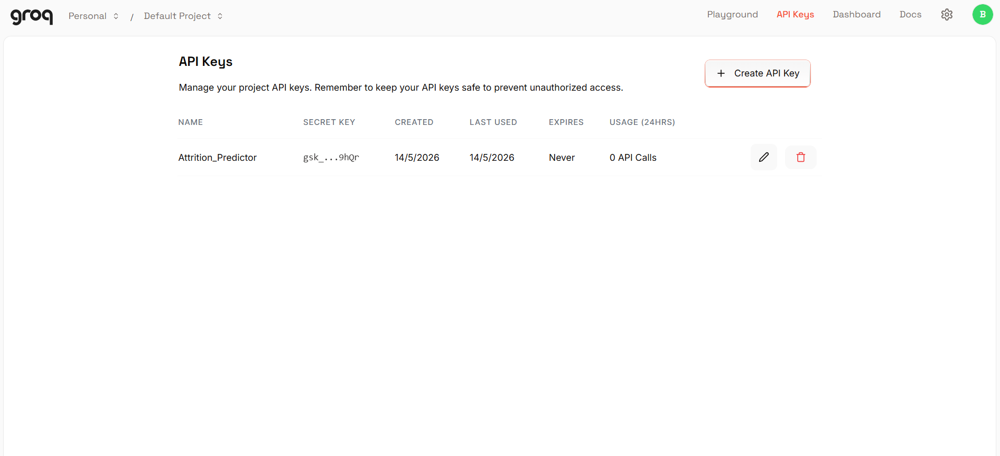 groq Personal / Default Project Playground API Keys Dashboard Docs B
API Keys
Create API Key
Manage your project API keys. Remember to keep your API keys safe to prevent unauthorized access.
NAME SECRET KEY CREATED LAST USED EXPIRES USAGE (24HRS)
Attrition_Predictor gsk_...9hQr 14/5/2026 14/5/2026 Never 0 API Calls